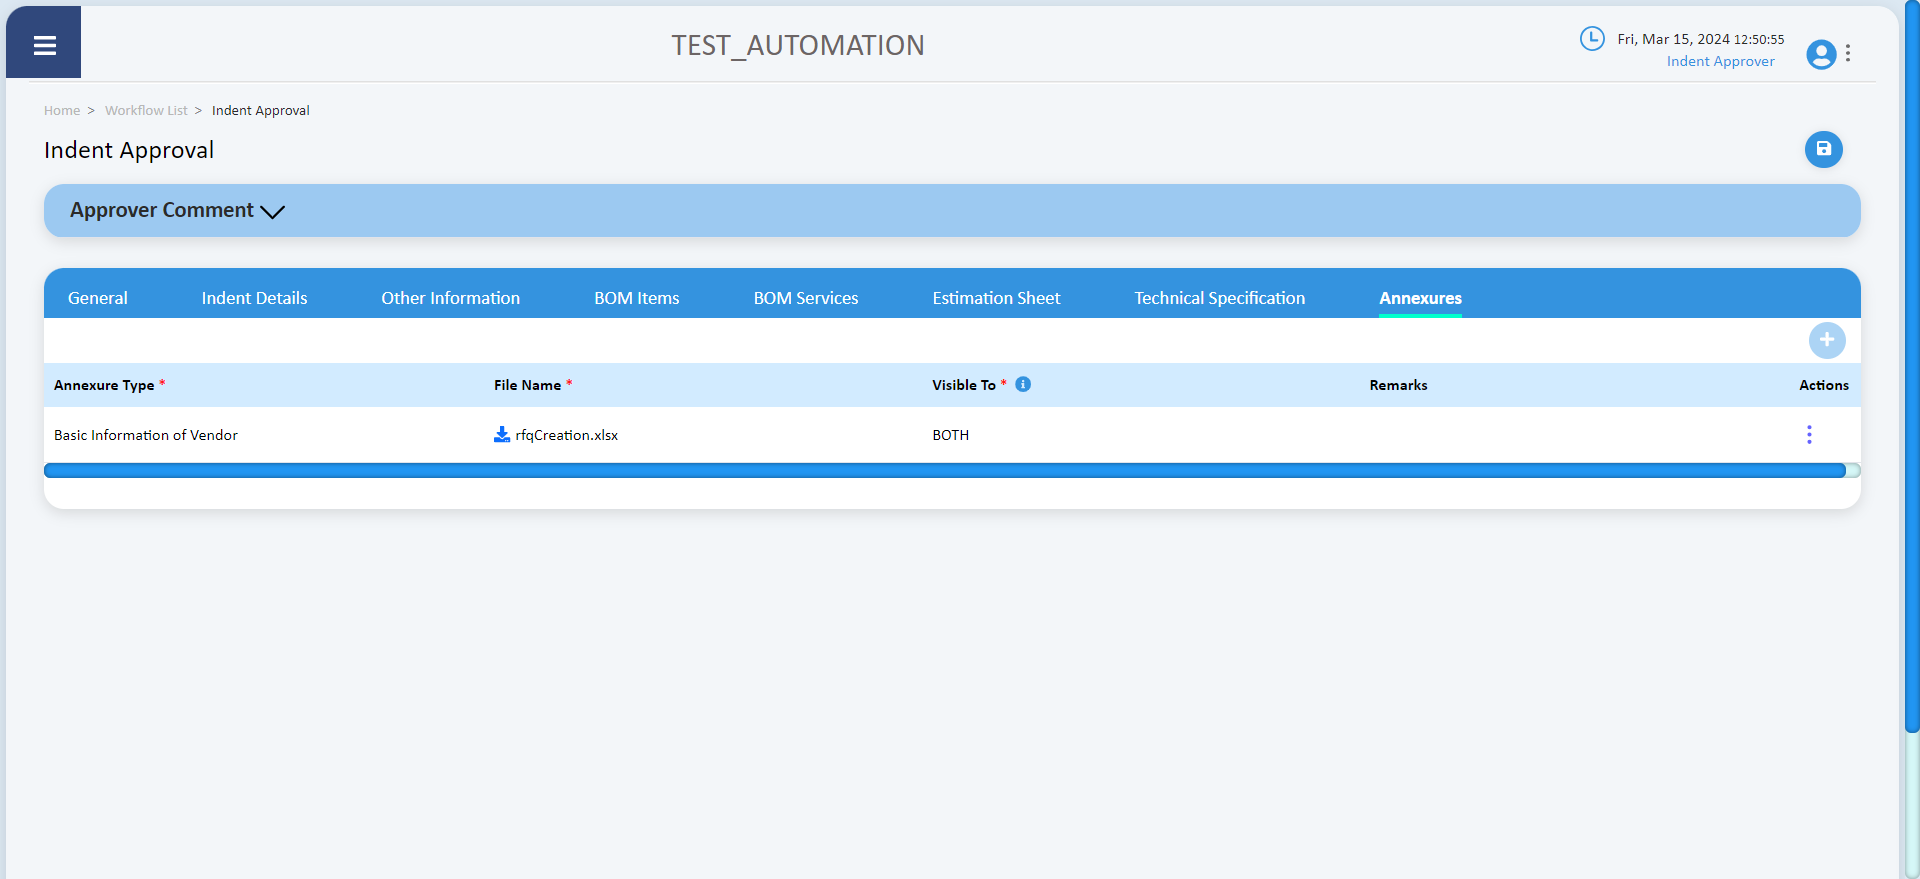 TEST_AUTOMATION
Fri, Mar 15, 2024 12:50:55
Indent Approver
Home > Workflow List > Indent Approval
Indent Approval
Approver Comment
General Indent Details Other Information BOM Items BOM Services Estimation Sheet Technical Specification Annexures
Annexure Type * File Name * Visible To * Remarks Actions
Basic Information of Vendor rfqCreation.xlsx BOTH